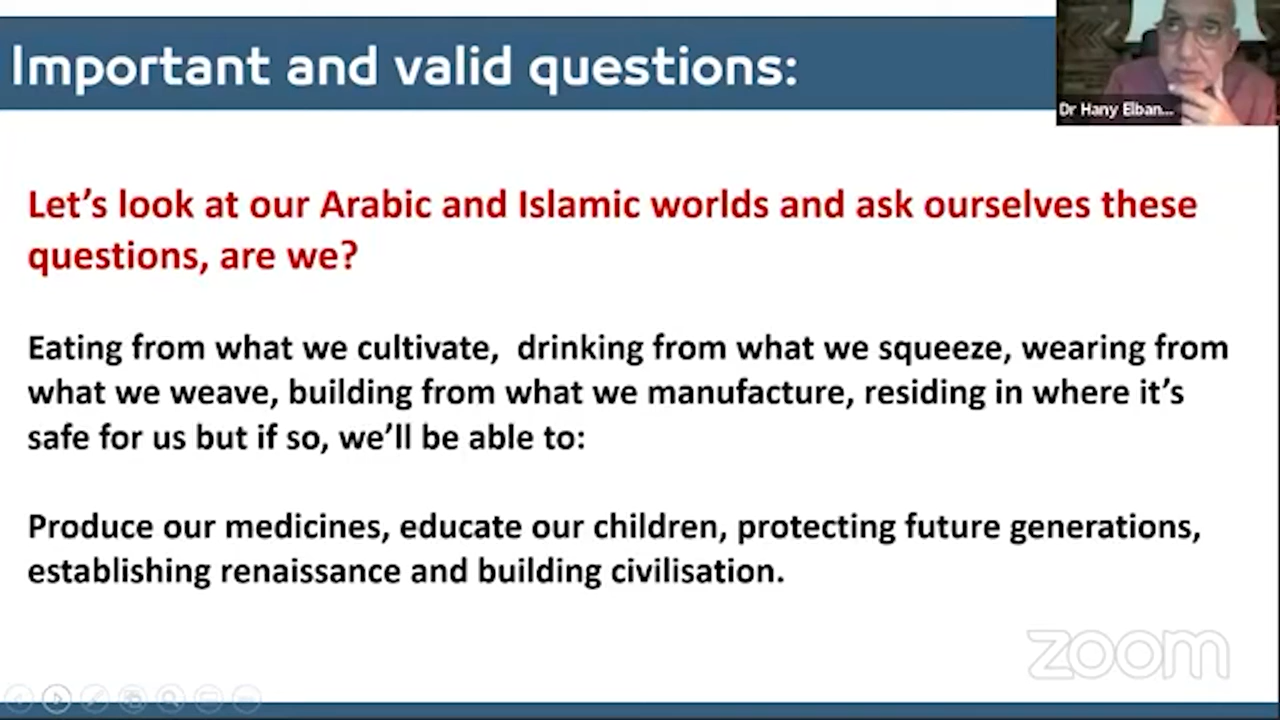 Important and valid questions:
Dr Hany Elban...
Let's look at our Arabic and Islamic worlds and ask ourselves these
questions, are we?
Eating from what we cultivate,  drinking from what we squeeze, wearing from
what we weave, building from what we manufacture, residing in where it's
safe for us but if so, we'll be able to:
Produce our medicines, educate our children, protecting future generations,
establishing renaissance and building civilisation.
zoom